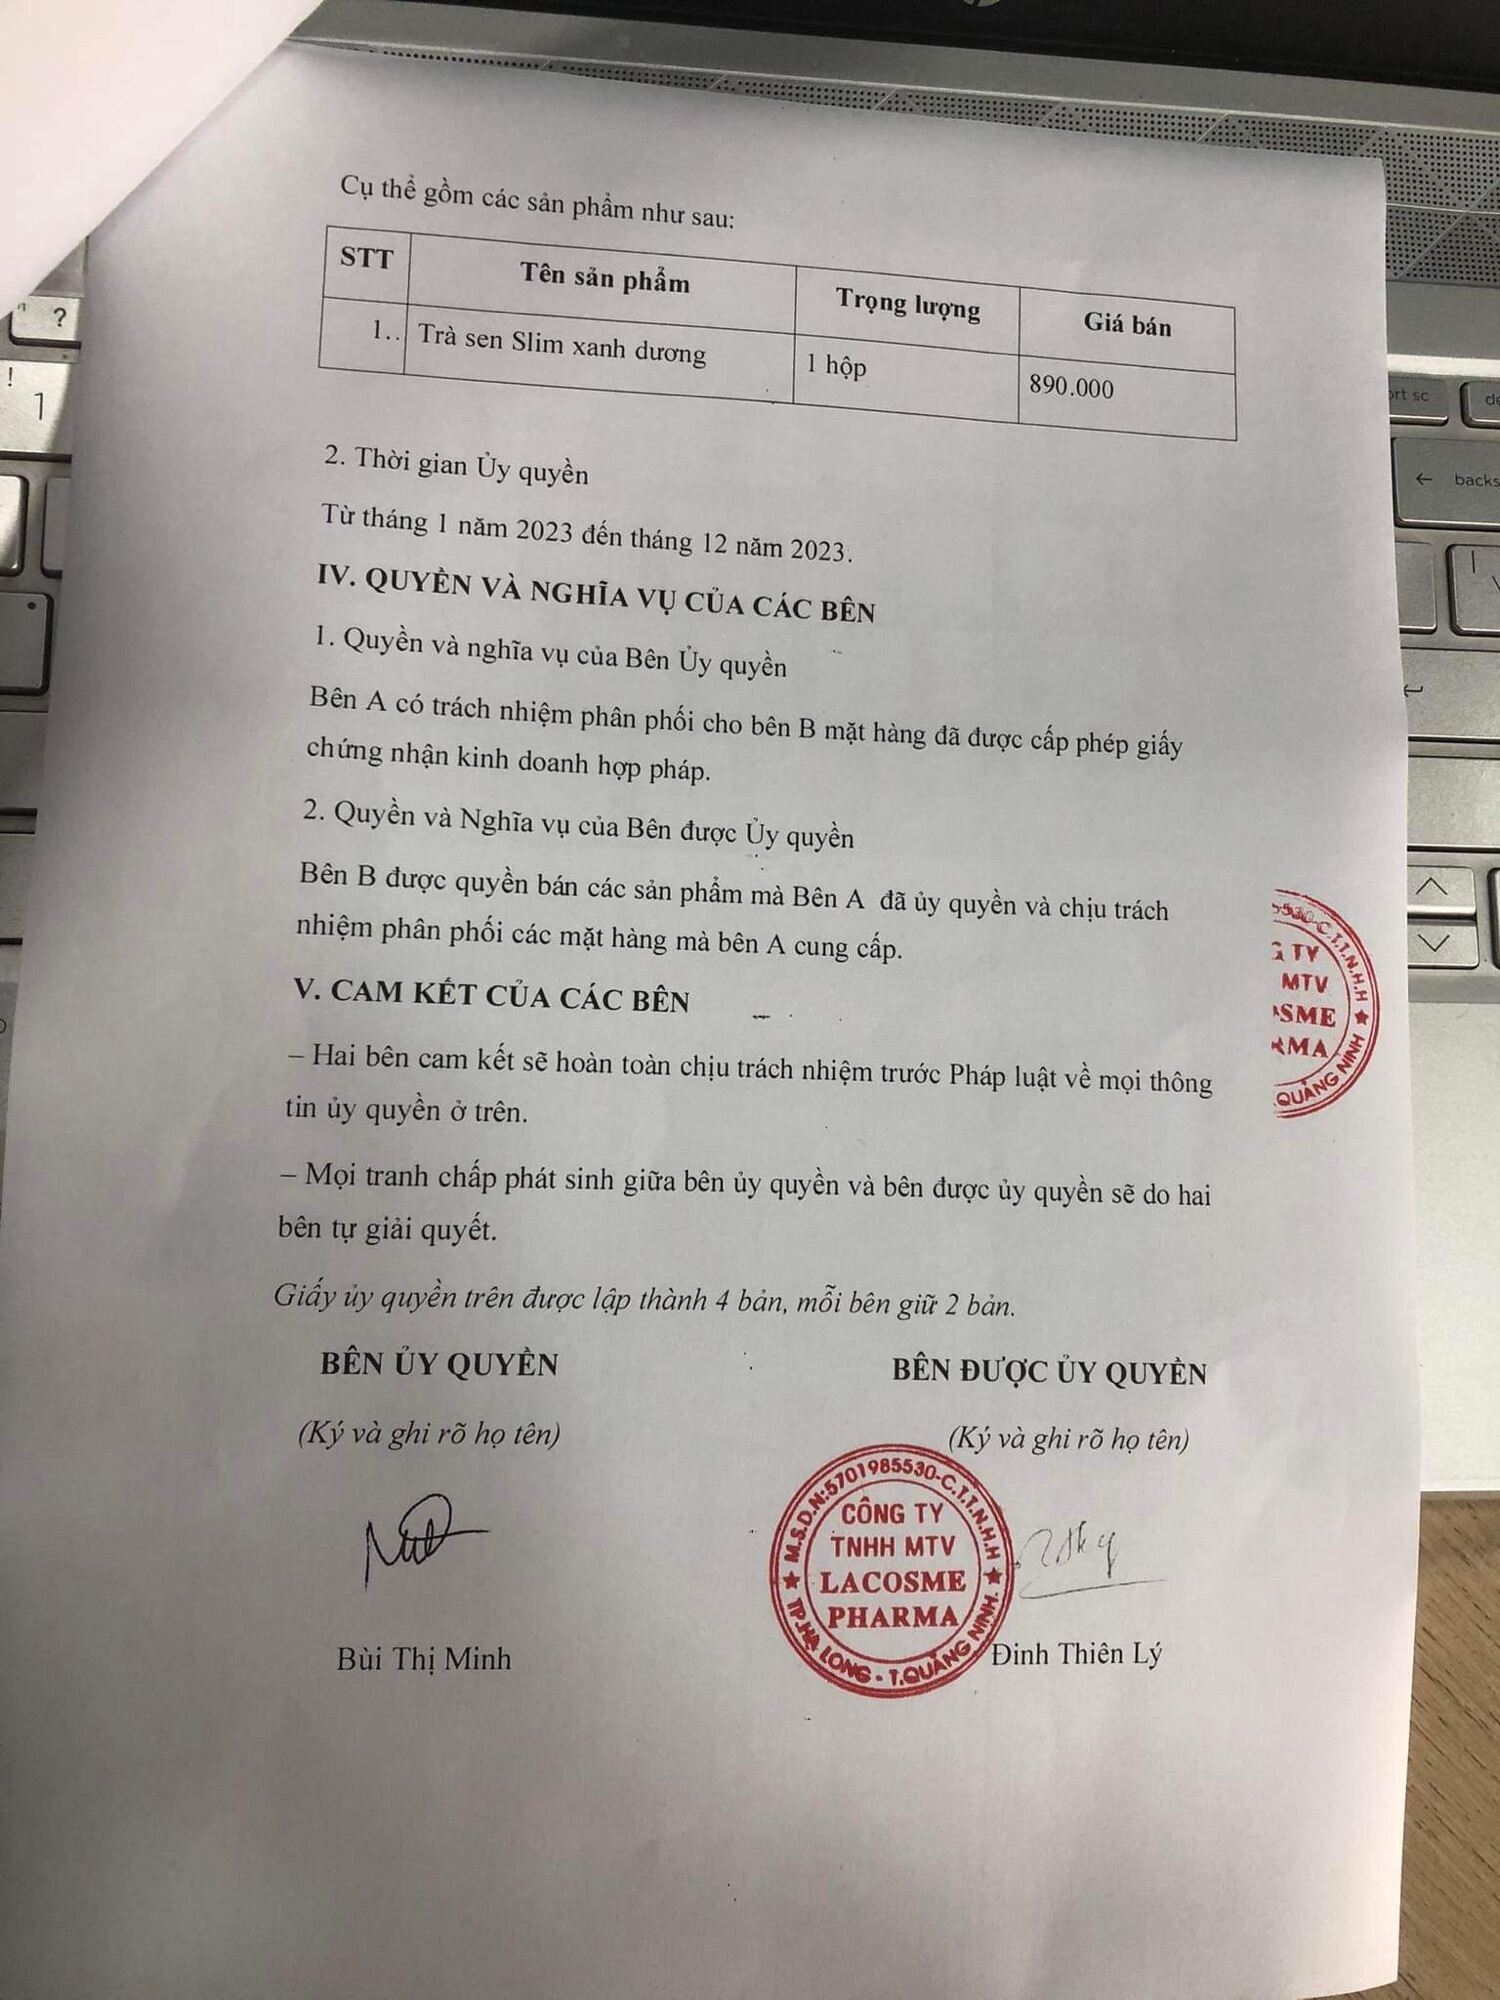 Cụ thể gồm các sản phẩm như sau:
STT Tên sản phẩm Trọng lượng Giá bán
1.. Trà sen Slim xanh dương 1 hộp 890.000
2. Thời gian Ủy quyền
Từ tháng 1 năm 2023 đến tháng 12 năm 2023.
IV. QUYỀN VÀ NGHĨA VỤ CỦA CÁC BÊN
1. Quyền và nghĩa vụ của Bên Ủy quyền
Bên A có trách nhiệm phân phối cho bên B mặt hàng đã được cấp phép giấy
chứng nhận kinh doanh hợp pháp.
2. Quyền và Nghĩa vụ của Bên được Ủy quyền
Bên B được quyền bán các sản phẩm mà Bên A đã ủy quyền và chịu trách
nhiệm phân phối các mặt hàng mà bên A cung cấp.
5530-C.T.T.N.H.H
G TY
MTV
SME
RMA
QUẢNG NINH
V. CAM KẾT CỦA CÁC BÊN
– Hai bên cam kết sẽ hoàn toàn chịu trách nhiệm trước Pháp luật về mọi thông
tin ủy quyền ở trên.
– Mọi tranh chấp phát sinh giữa bên ủy quyền và bên được ủy quyền sẽ do hai
bên tự giải quyết.
Giấy ủy quyền trên được lập thành 4 bản, mỗi bên giữ 2 bản.
BÊN ỦY QUYỀN BÊN ĐƯỢC ỦY QUYỀN
(Ký và ghi rõ họ tên) (Ký và ghi rõ họ tên)
M.S.D.N:5701985530-C.T.T.N.H.H
CÔNG TY
TNHH MTV
LACOSME
PHARMA
TP.HẠ LONG - T.QUẢNG NINH
Bùi Thị Minh Đinh Thiên Lý
? 
! 
1
backs